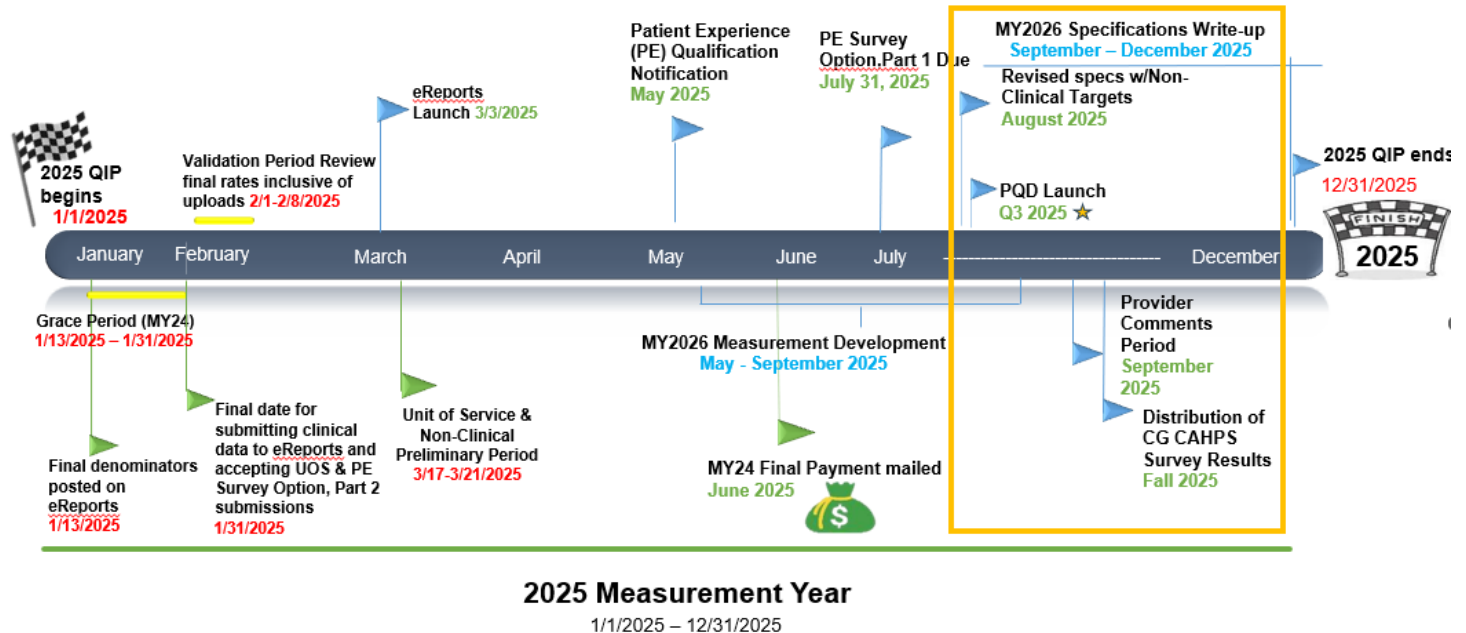 2025 QIP
begins
1/1/2025
Validation Period Review
final rates inclusive of
uploads 2/1-2/8/2025
eReports
Launch 3/3/2025
Patient Experience
(PE) Qualification
Notification
May 2025
PE Survey
Option.Part 1 Due
July 31, 2025
MY2026 Specifications Write-up
September – December 2025
Revised specs w/Non-
Clinical Targets
August 2025
PQD Launch
Q3 2025
2025 QIP ends
12/31/2025
FINISH
2025
January February March April May June July ---------------------------------- December
Grace Period (MY24)
1/13/2025 – 1/31/2025
Final denominators
posted on
eReports
1/13/2025
Final date for
submitting clinical
data to eReports and
accepting UOS & PE
Survey Option, Part 2
submissions
1/31/2025
Unit of Service &
Non-Clinical
Preliminary Period
3/17-3/21/2025
MY2026 Measurement Development
May - September 2025
MY24 Final Payment mailed
June 2025
$
Provider
Comments
Period
September
2025
Distribution of
CG CAHPS
Survey Results
Fall 2025
2025 Measurement Year
1/1/2025 – 12/31/2025